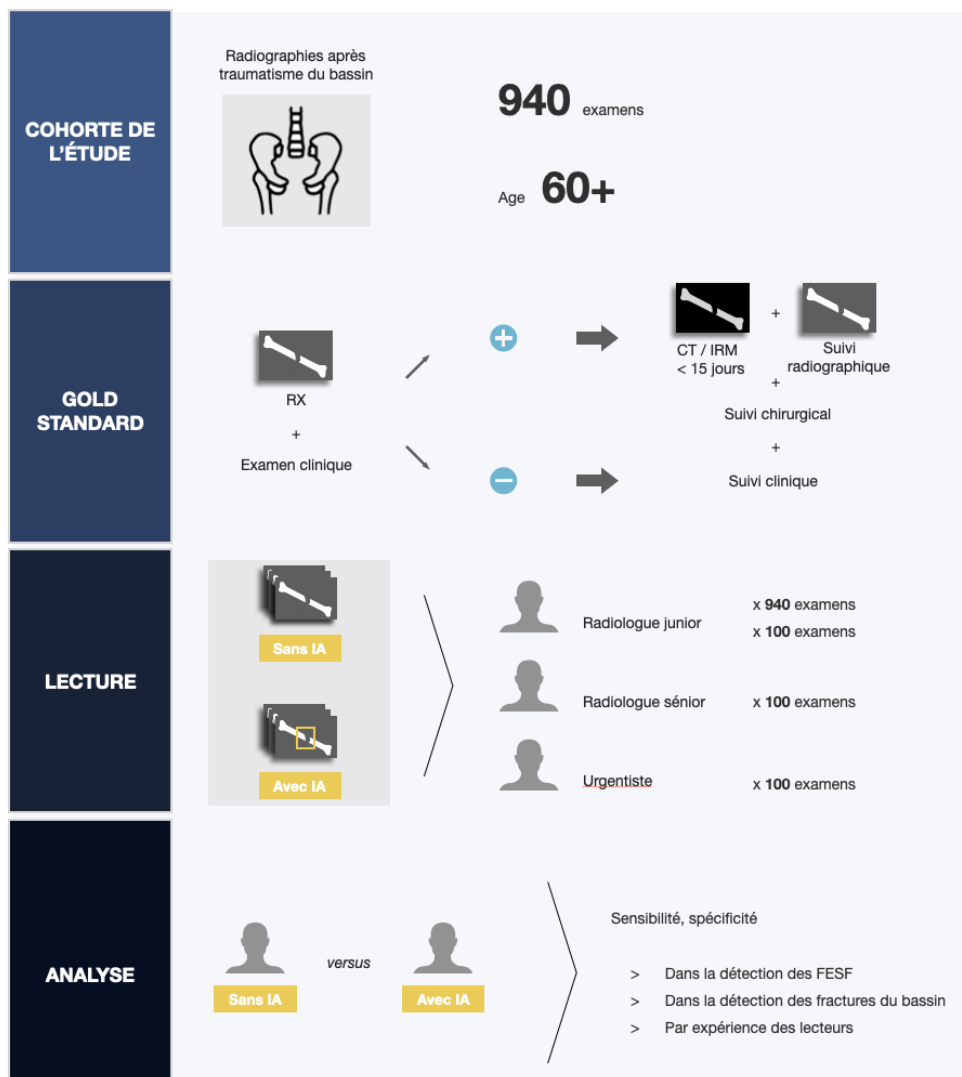 COHORTE DE
L'ÉTUDE
Radiographies après
traumatisme du bassin
940 examens
Age 60+
GOLD
STANDARD
RX
+
Examen clinique
CT / IRM
< 15 jours
+
Suivi
radiographique
+
Suivi chirurgical
+
Suivi clinique
LECTURE
Sans IA
Avec IA
Radiologue junior
x 940 examens
x 100 examens
Radiologue sénior
x 100 examens
Urgentiste
x 100 examens
ANALYSE
Sans IA
versus
Avec IA
Sensibilité, spécificité
> Dans la détection des FESF
> Dans la détection des fractures du bassin
> Par expérience des lecteurs